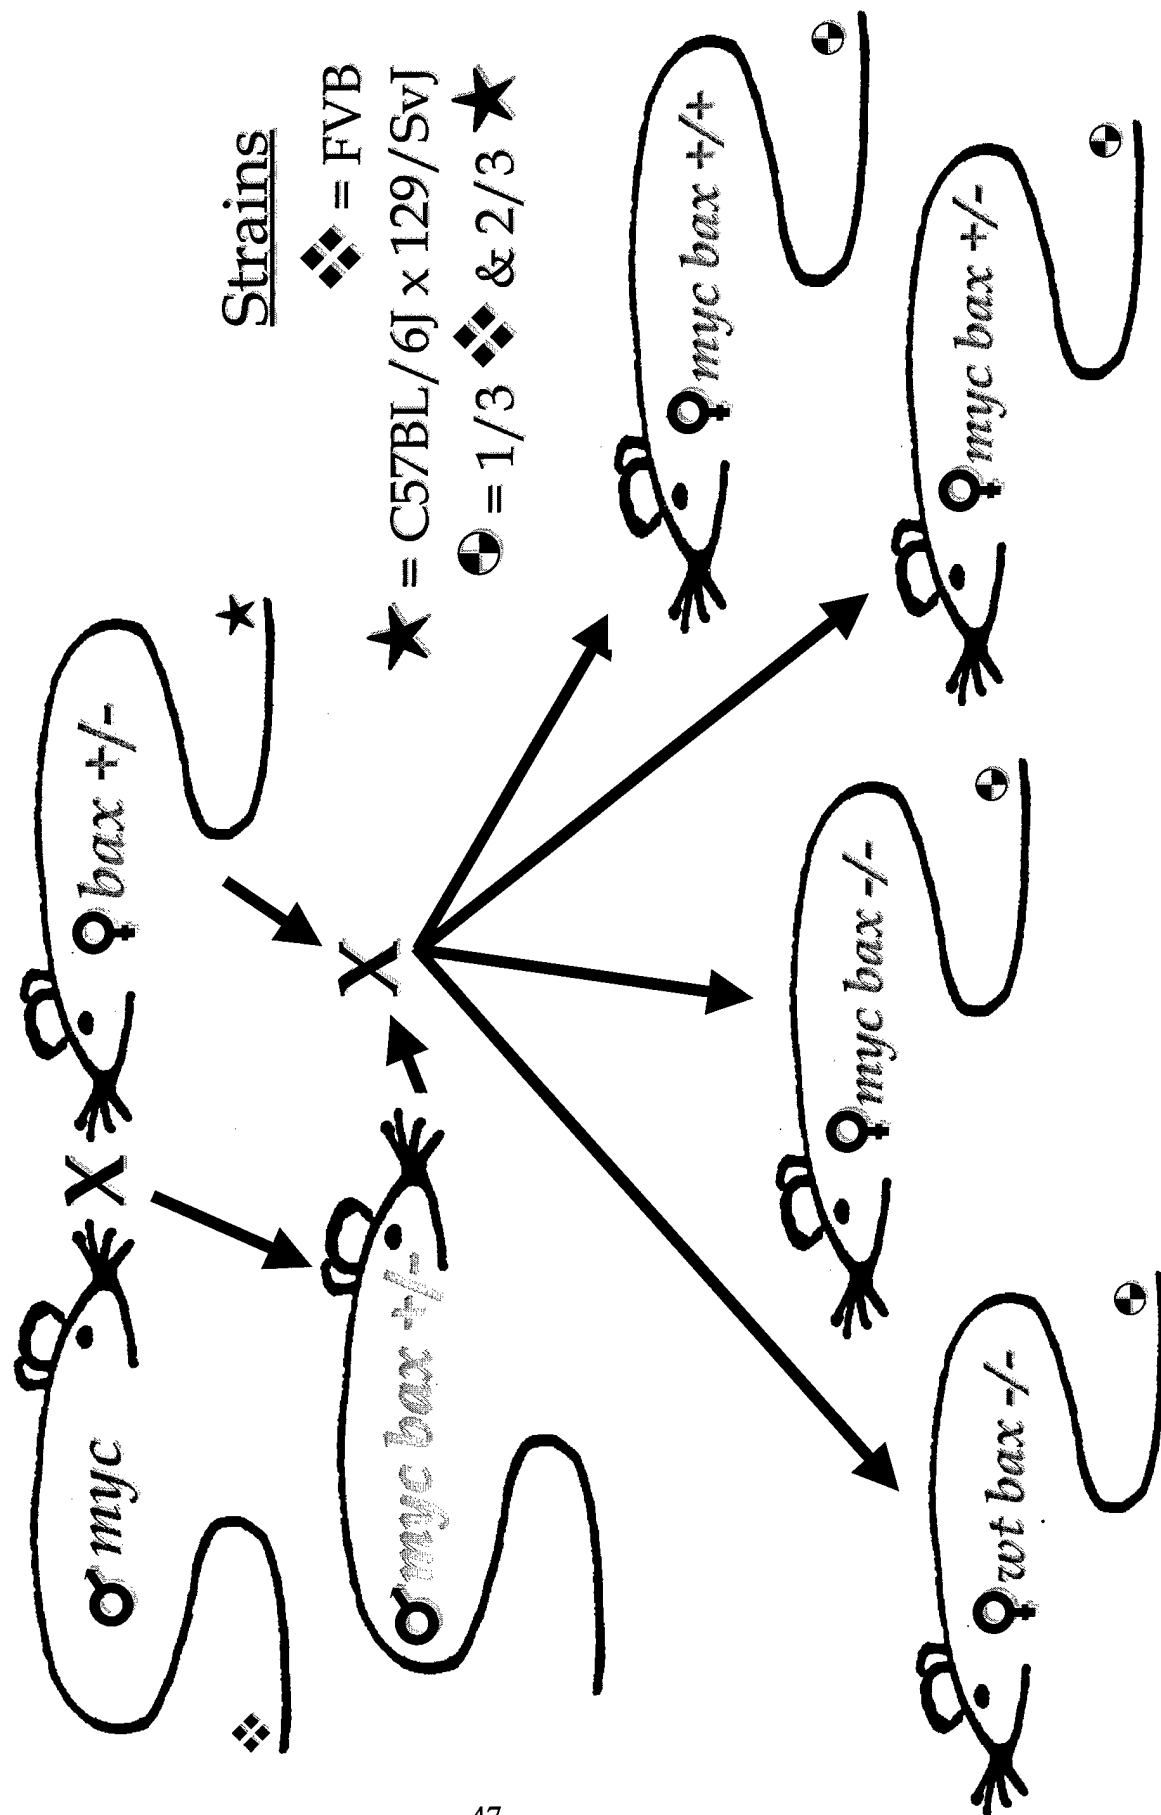 ♂ myc
X
♀ bax +/-
♂ myc bax +/-
X
Strains
❖ = FVB
★ = C57BL/6J x 129/SvJ
= 1/3 ❖ & 2/3 ★
♀ wt bax -/-
♀ myc bax -/-
♀ myc bax +/-
♀ myc bax +/+
47